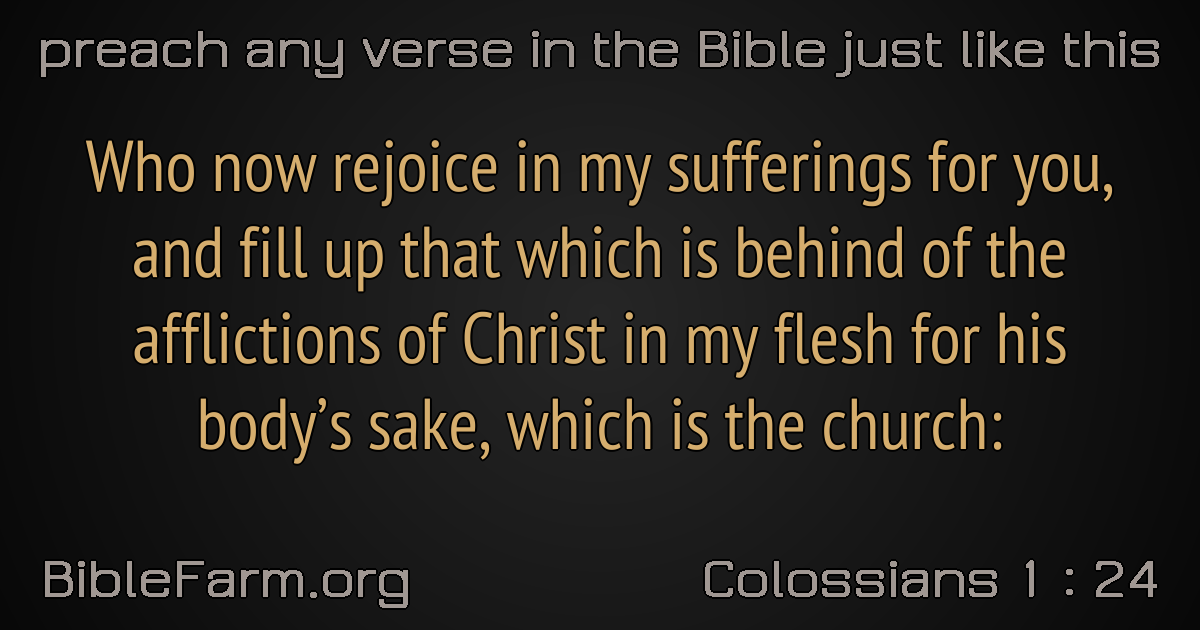 preach any verse in the Bible just like this
Who now rejoice in my sufferings for you,
and fill up that which is behind of the
afflictions of Christ in my flesh for his
body’s sake, which is the church:
BibleFarm.org
Colossians 1 : 24